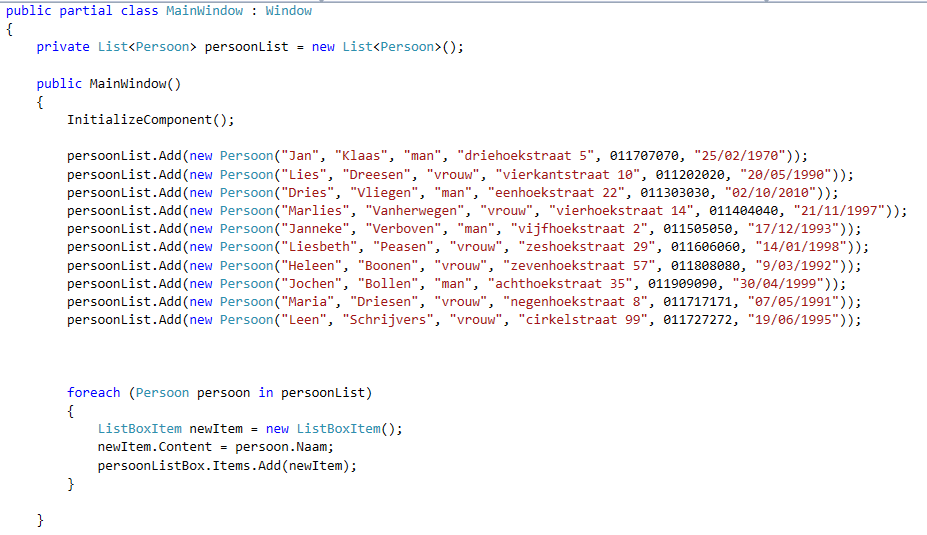 public partial class MainWindow : Window
{
    private List<Persoon> persoonList = new List<Persoon>();
    public MainWindow()
    {
        InitializeComponent();
        persoonList.Add(new Persoon("Jan", "Klaas", "man", "driehoekstraat 5", 011707070, "25/02/1970"));
        persoonList.Add(new Persoon("Lies", "Dreesen", "vrouw", "vierkantstraat 10", 011202020, "20/05/1990"));
        persoonList.Add(new Persoon("Dries", "Vliegen", "man", "eenhoekstraat 22", 011303030, "02/10/2010"));
        persoonList.Add(new Persoon("Marlies", "Vanherwegen", "vrouw", "vierhoekstraat 14", 011404040, "21/11/1997"));
        persoonList.Add(new Persoon("Janneke", "Verboven", "man", "vijfhoekstraat 2", 011505050, "17/12/1993"));
        persoonList.Add(new Persoon("Liesbeth", "Peasen", "vrouw", "zeshoekstraat 29", 011606060, "14/01/1998"));
        persoonList.Add(new Persoon("Heleen", "Boonen", "vrouw", "zevenhoekstraat 57", 011808080, "9/03/1992"));
        persoonList.Add(new Persoon("Jochen", "Bollen", "man", "achthoekstraat 35", 011909090, "30/04/1999"));
        persoonList.Add(new Persoon("Maria", "Driesen", "vrouw", "negenhoekstraat 8", 011717171, "07/05/1991"));
        persoonList.Add(new Persoon("Leen", "Schrijvers", "vrouw", "cirkelstraat 99", 011727272, "19/06/1995"));
        foreach (Persoon persoon in persoonList)
        {
            ListBoxItem newItem = new ListBoxItem();
            newItem.Content = persoon.Naam;
            persoonListBox.Items.Add(newItem);
        }
    }